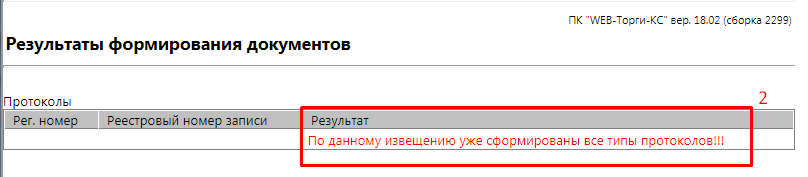 ПК "WEB-Торги-КС" вер. 18.02 (сборка 2299)
Результаты формирования документов
2
Протоколы
Рег. номер Реестровый номер записи Результат
По данному извещению уже сформированы все типы протоколов!!!